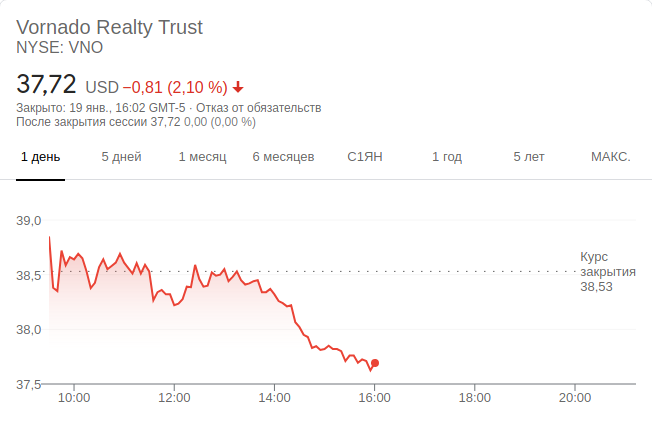 Vornado Realty Trust
NYSE: VNO
37,72 USD −0,81 (2,10 %)
Закрыто: 19 янв., 16:02 GMT-5 · Отказ от обязательств
После закрытия сессии 37,72 0,00 (0,00 %)
1 день 5 дней 1 месяц 6 месяцев С1ЯН 1 год 5 лет МАКС.
39,0
38,5
38,0
37,5
Курс
закрытия
38,53
10:00 12:00 14:00 16:00 18:00 20:00